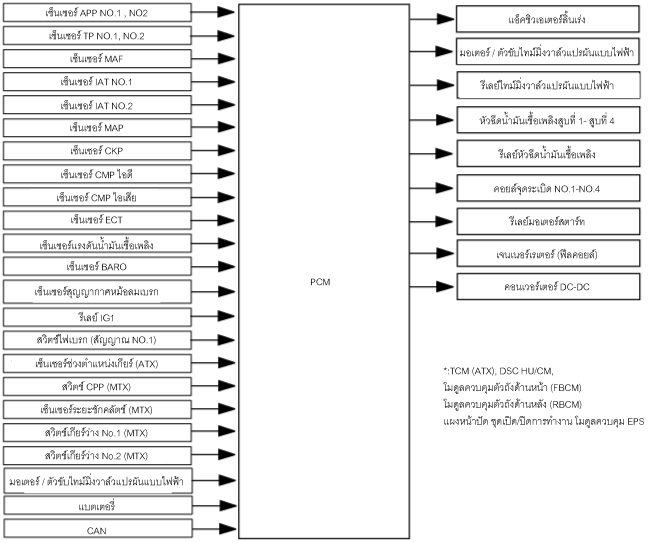 เซ็นเซอร์ APP NO.1 , NO2
เซ็นเซอร์ TP NO.1, NO.2
เซ็นเซอร์ MAF
เซ็นเซอร์ IAT NO.1
เซ็นเซอร์ IAT NO.2
เซ็นเซอร์ MAP
เซ็นเซอร์ CKP
เซ็นเซอร์ CMP ไอดี
เซ็นเซอร์ CMP ไอเสีย
เซ็นเซอร์ ECT
เซ็นเซอร์แรงดันน้ำมันเชื้อเพลิง
เซ็นเซอร์ BARO
เซ็นเซอร์สุญญากาศหม้อลมเบรก
รีเลย์ IG1
สวิตช์ไฟเบรก (สัญญาณ NO.1)
เซ็นเซอร์ช่วงตำแหน่งเกียร์ (ATX)
สวิตช์ CPP (MTX)
เซ็นเซอร์ระยะชักคลัตช์ (MTX)
สวิตช์เกียร์ว่าง No.1 (MTX)
สวิตช์เกียร์ว่าง No.2 (MTX)
มอเตอร์ / ตัวขับไทม์มิ่งวาล์วแปรผันแบบไฟฟ้า
แบตเตอรี่
CAN
PCM
แอ็คชิวเอเตอร์ลิ้นเร่ง
มอเตอร์ / ตัวขับไทม์มิ่งวาล์วแปรผันแบบไฟฟ้า
รีเลย์ไทม์มิ่งวาล์วแปรผันแบบไฟฟ้า
หัวฉีดน้ำมันเชื้อเพลิงสูบที่ 1- สูบที่ 4
รีเลย์หัวฉีดน้ำมันเชื้อเพลิง
คอยล์จุดระเบิด NO.1-NO.4
รีเลย์มอเตอร์สตาร์ท
เจนเนอร์เรเตอร์ (ฟิลคอยล์)
คอนเวอร์เตอร์ DC-DC
*:TCM (ATX), DSC HU/CM,
โมดูลควบคุมตัวถังด้านหน้า (FBCM)
โมดูลควบคุมตัวถังด้านหลัง (RBCM)
แผงหน้าปัด ชุดเปิด/ปิดการทำงาน โมดูลควบคุม EPS